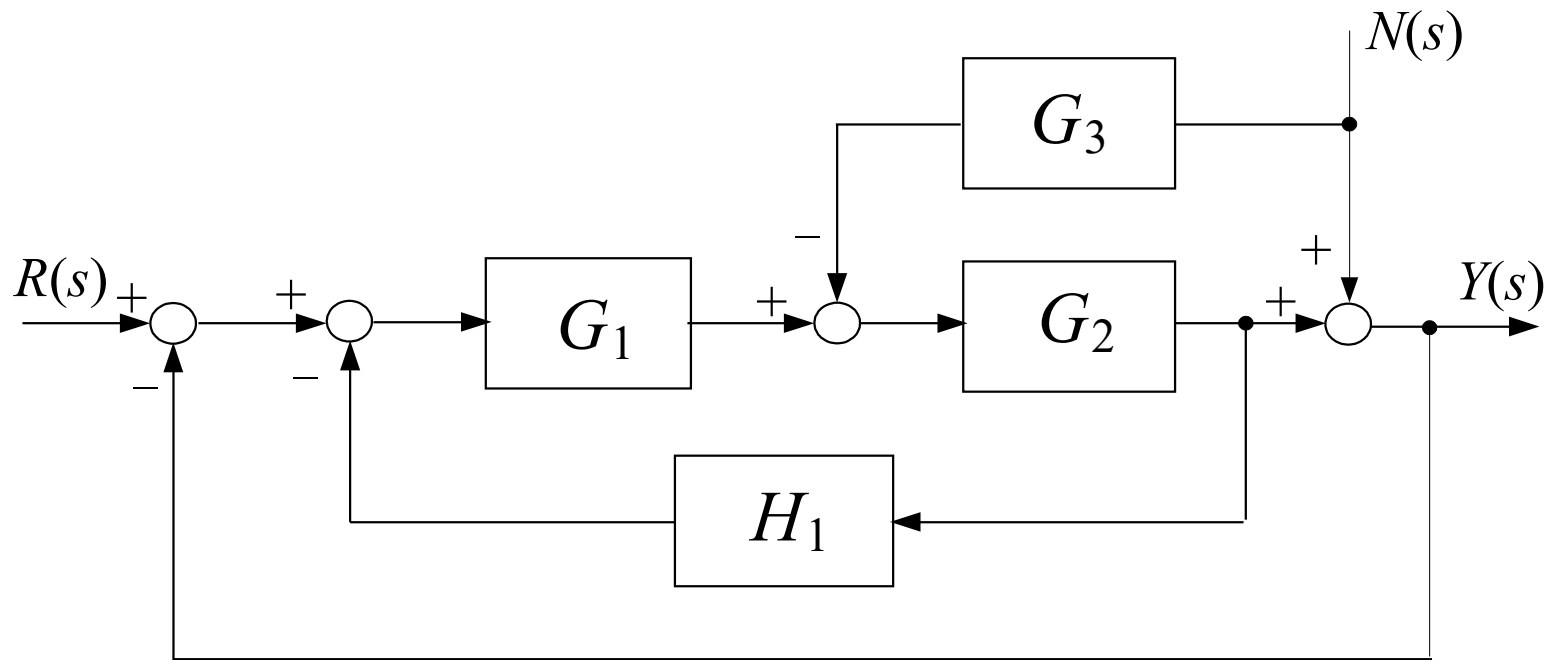 N(s)
G₃
−
+
R(s)
+
+
G₁
+
G₂
+
Y(s)
−
−
H₁